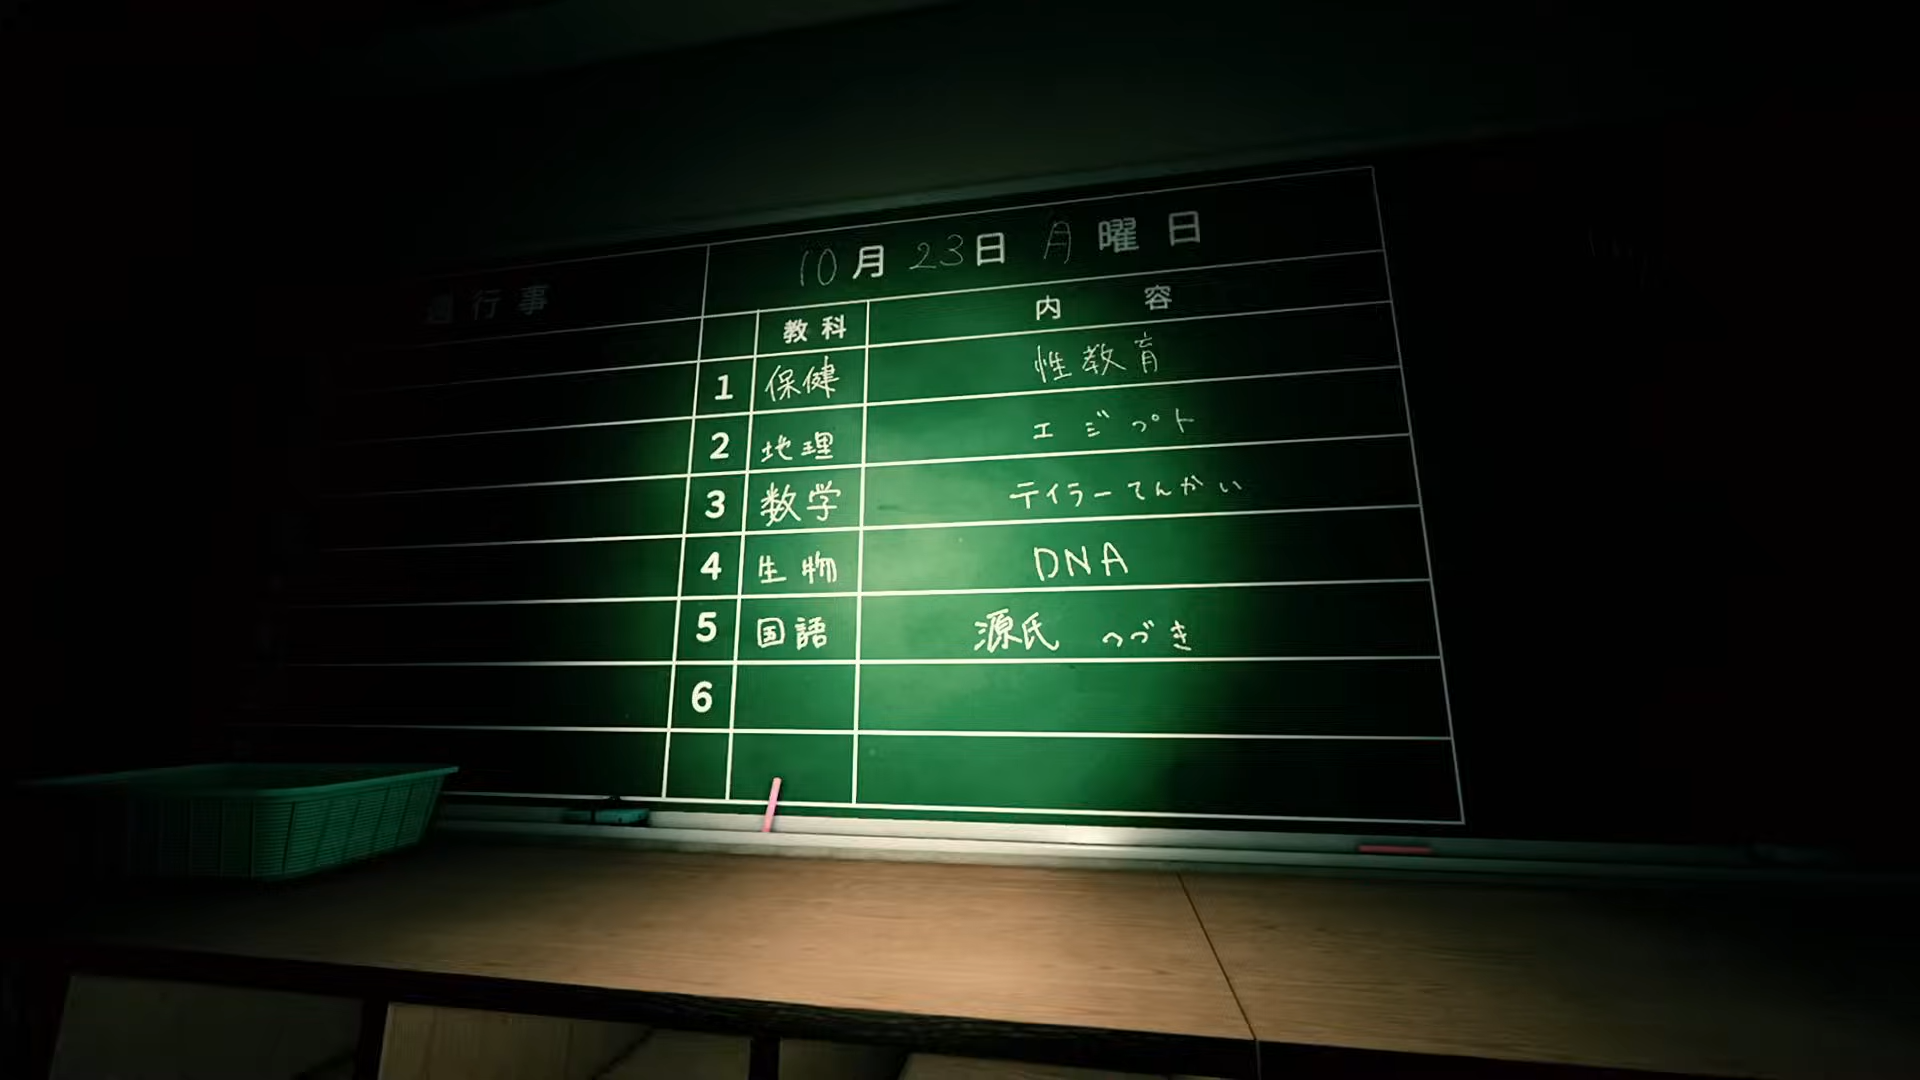 週行事
10月23日 月曜日
教科 内容
1 保健 性教育
2 地理 エジプト
3 数学 テイラーてんかい
4 生物 DNA
5 国語 源氏 つづき
6